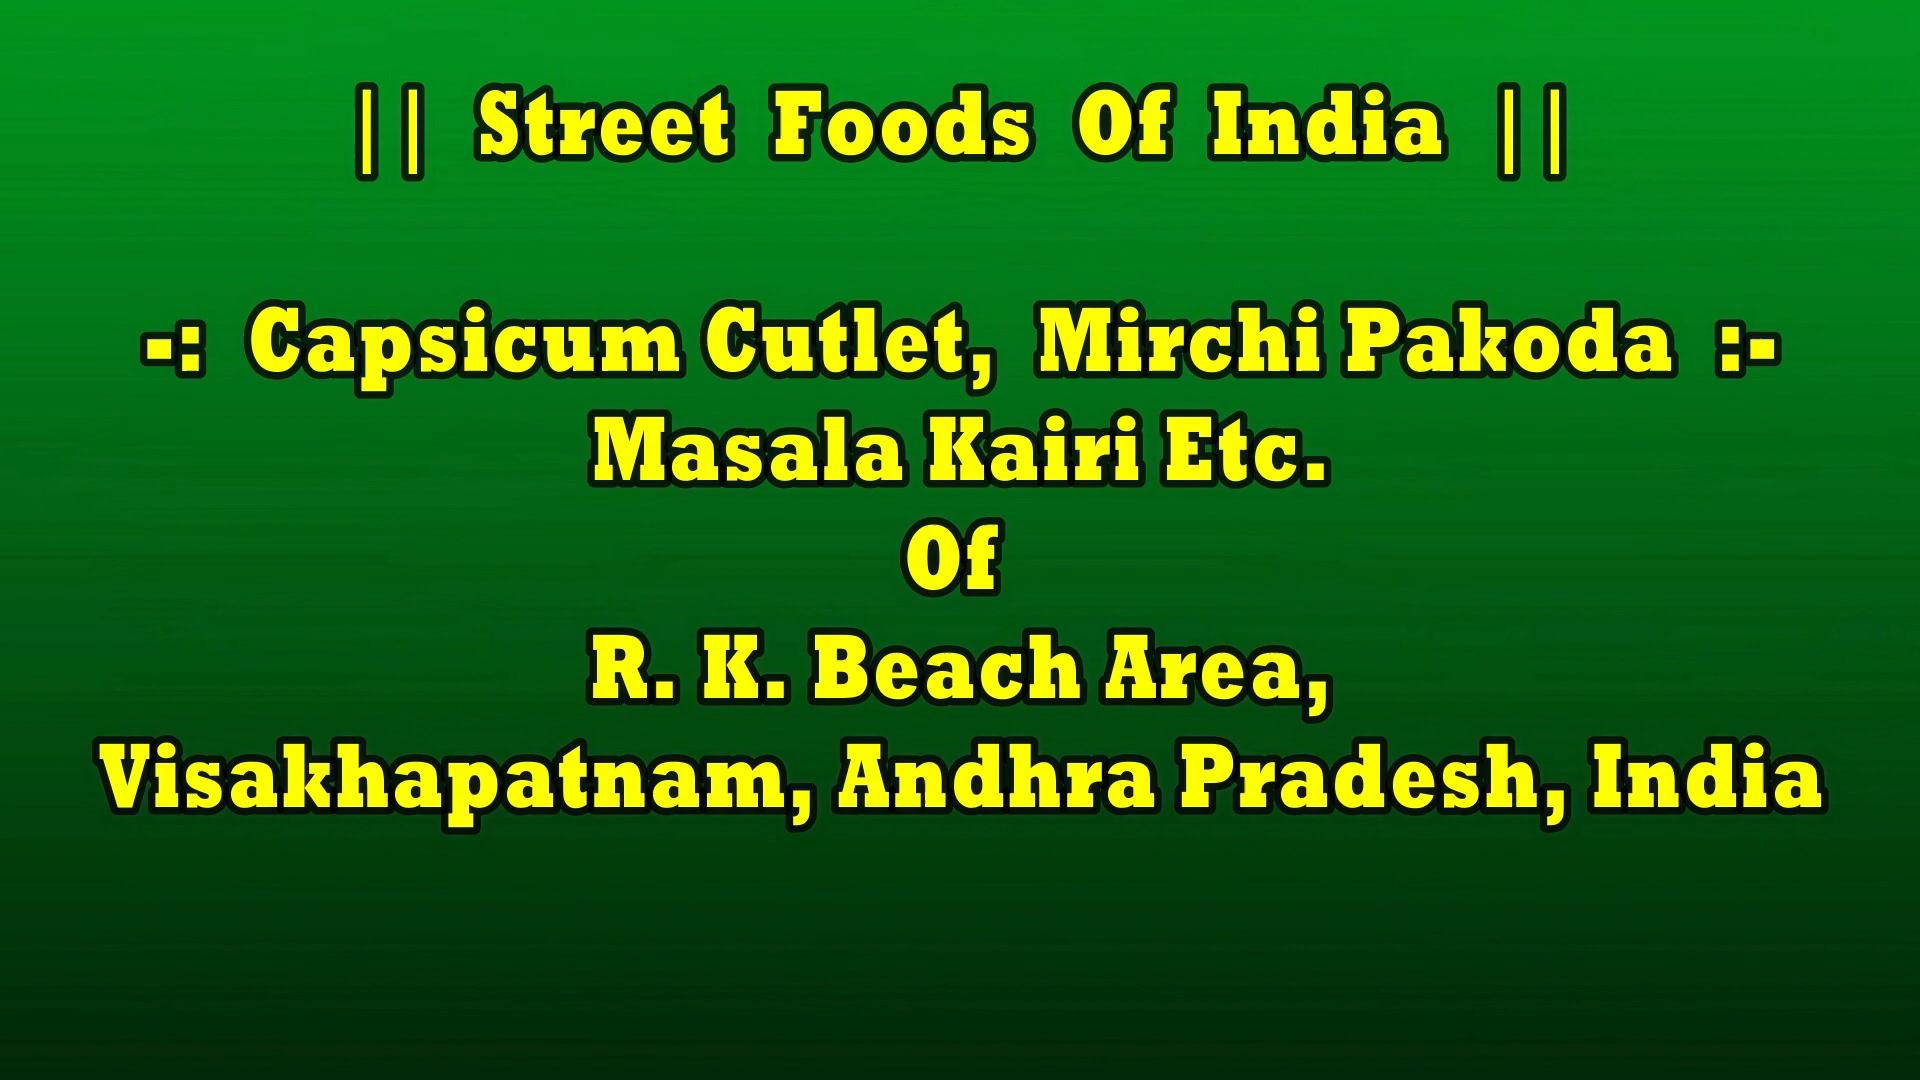 || Street Foods Of India ||
-: Capsicum Cutlet, Mirchi Pakoda :-
Masala Kairi Etc.
Of
R. K. Beach Area,
Visakhapatnam, Andhra Pradesh, India